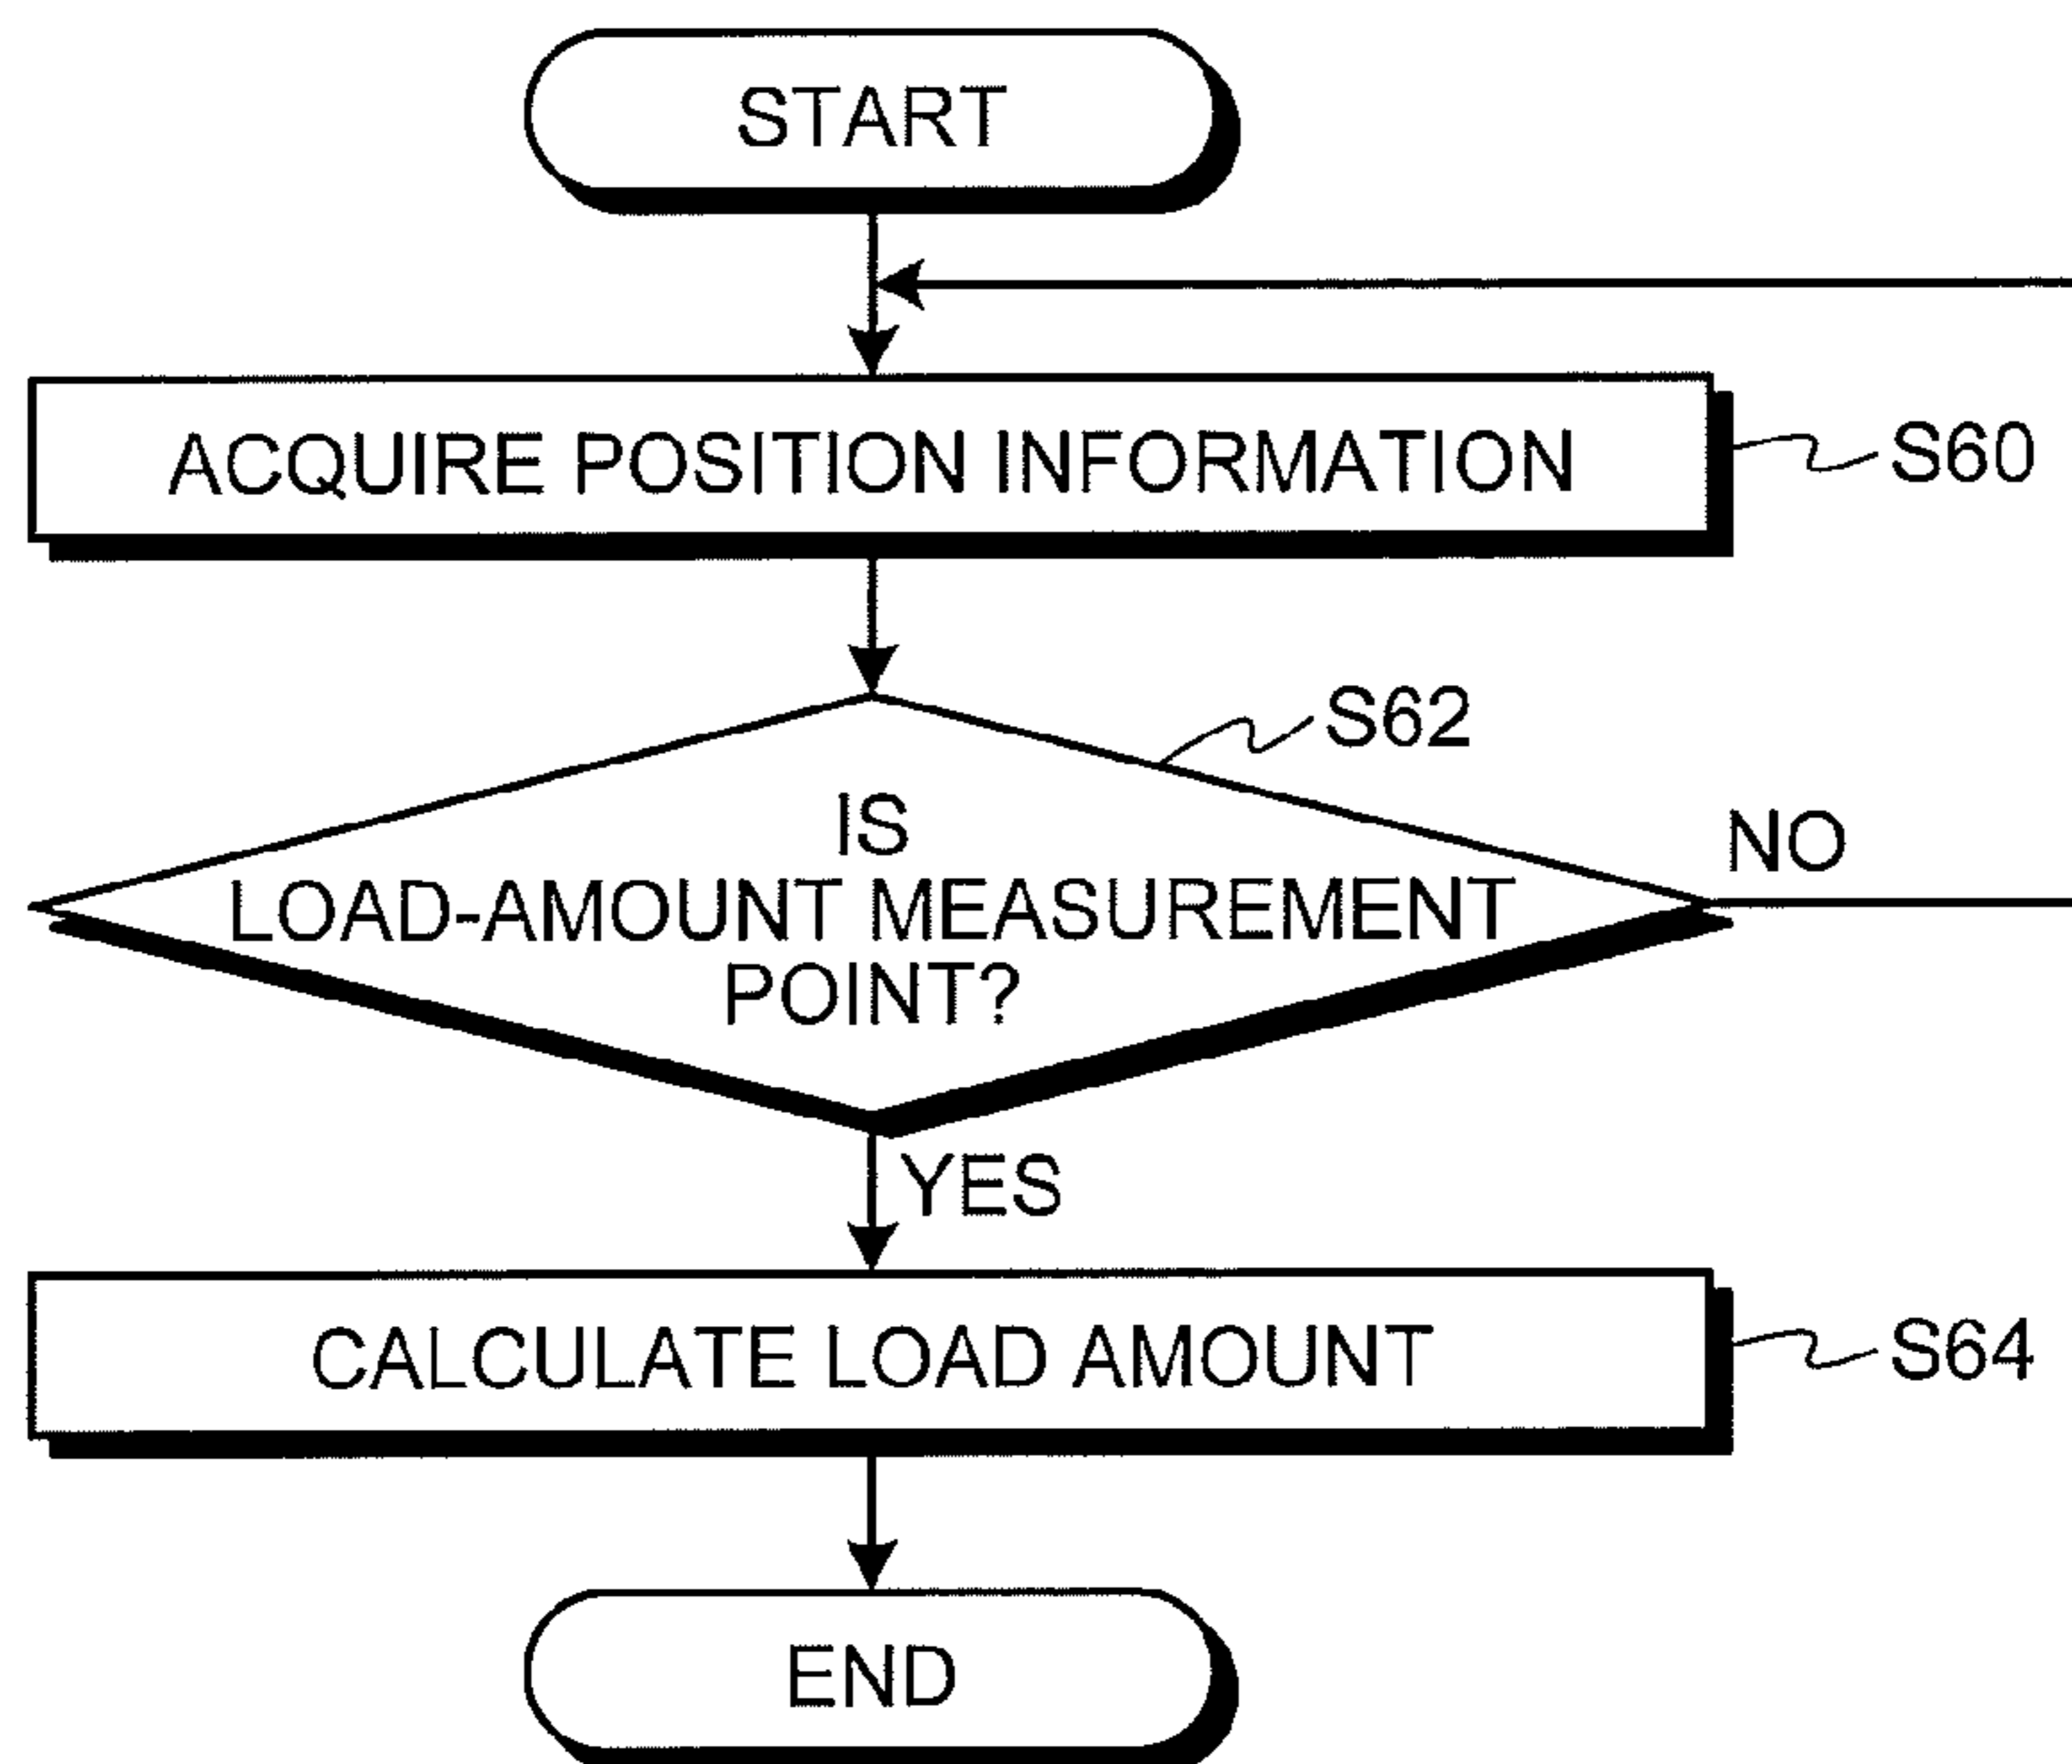 START
ACQUIRE POSITION INFORMATION
S60
S62
IS
LOAD-AMOUNT MEASUREMENT
POINT?
NO
YES
CALCULATE LOAD AMOUNT
S64
END